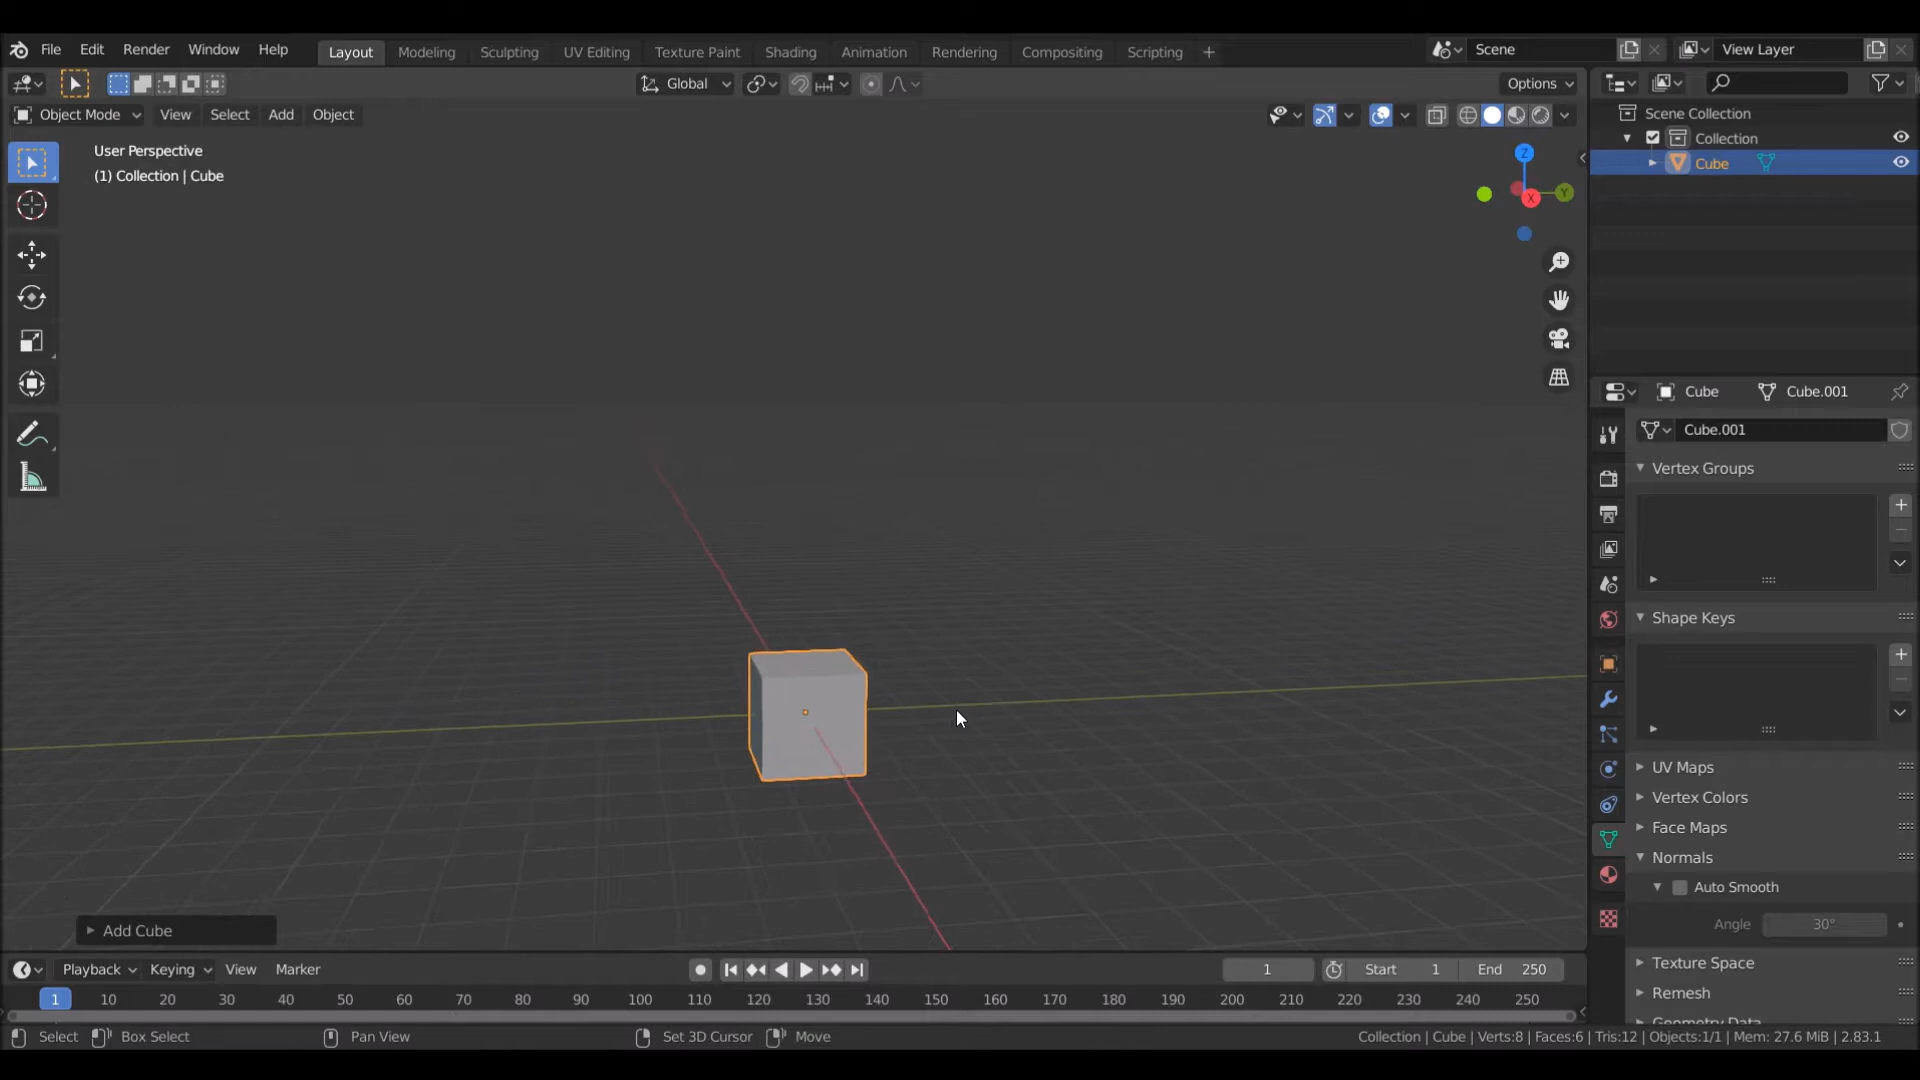 File Edit Render Window Help Layout Modeling Sculpting UV Editing Texture Paint Shading Animation Rendering Compositing Scripting + Scene View Layer
Global Options
Object Mode View Select Add Object
User Perspective
(1) Collection | Cube
Z
Y
X
Scene Collection
Collection
Cube
Cube Cube.001
Cube.001
Vertex Groups
Shape Keys
UV Maps
Vertex Colors
Face Maps
Normals
Auto Smooth
Angle 30°
Texture Space
Remesh
Geometry Data
Add Cube
Playback Keying View Marker 1 Start 1 End 250
1 10 20 30 40 50 60 70 80 90 100 110 120 130 140 150 160 170 180 190 200 210 220 230 240 250
Select Box Select Pan View Set 3D Cursor Move Collection | Cube | Verts:8 | Faces:6 | Tris:12 | Objects:1/1 | Mem: 27.6 MiB | 2.83.1